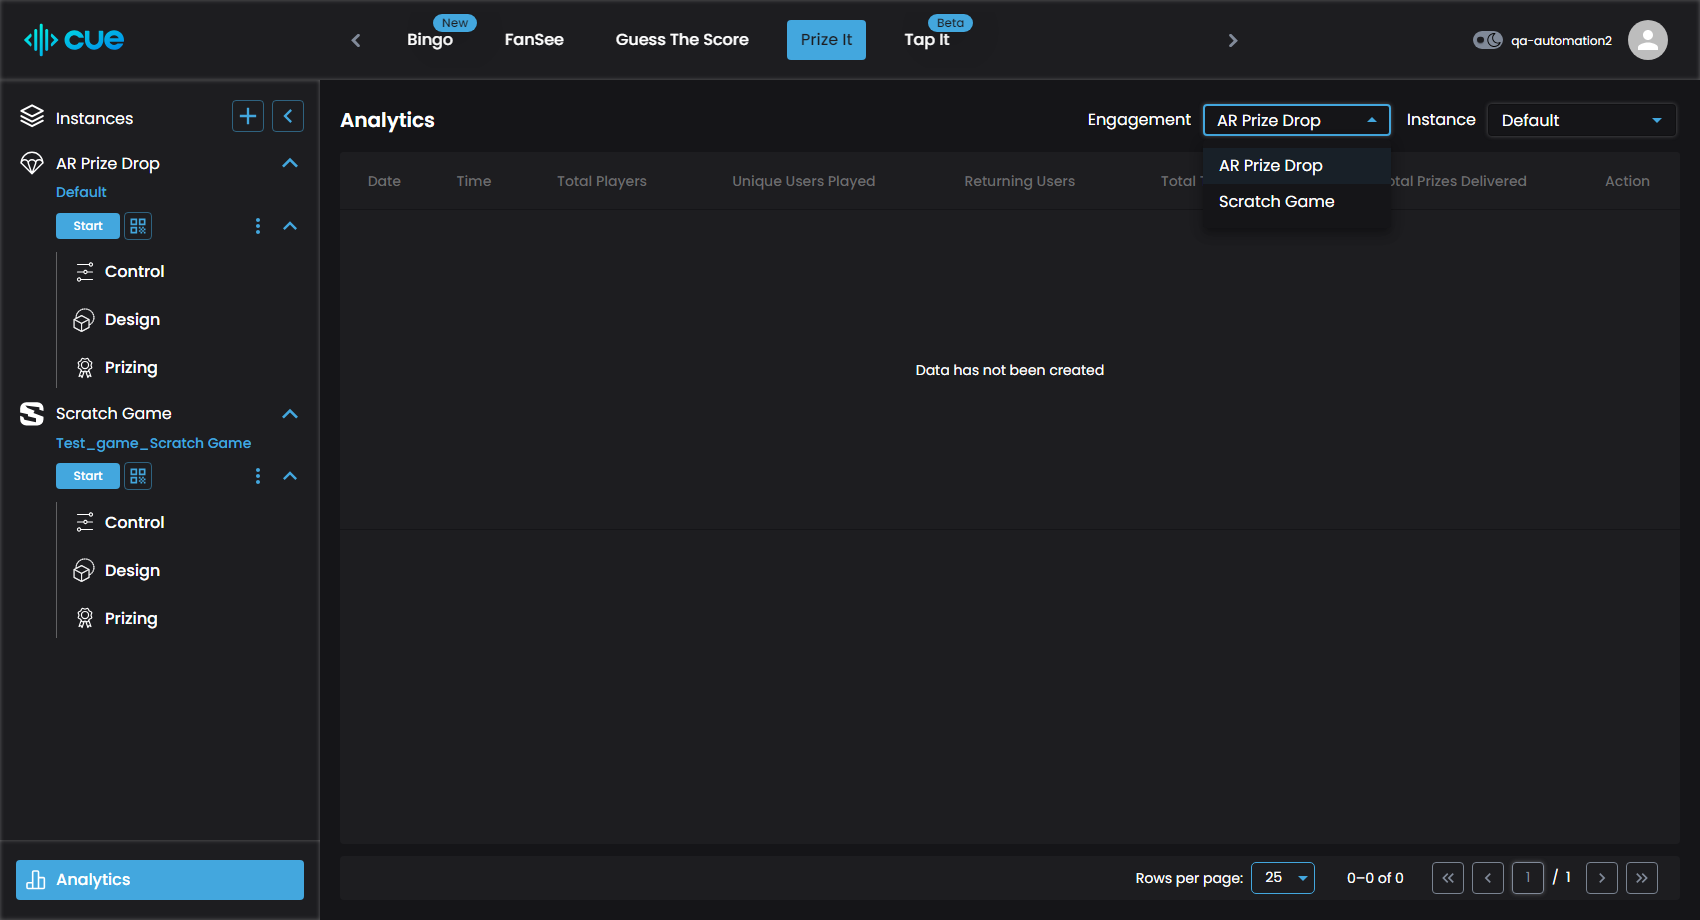 cue
New
Bingo
FanSee
Guess The Score
Prize It
Beta
Tap It
qa-automation2
Instances
AR Prize Drop
Default
Start
Control
Design
Prizing
Scratch Game
Test_game_Scratch Game
Start
Control
Design
Prizing
Analytics
Analytics
Engagement
AR Prize Drop
Instance
Default
AR Prize Drop
Scratch Game
Date
Time
Total Players
Unique Users Played
Returning Users
Total
Prizes Delivered
Action
Data has not been created
Rows per page:
25
0–0 of 0
1
/ 1